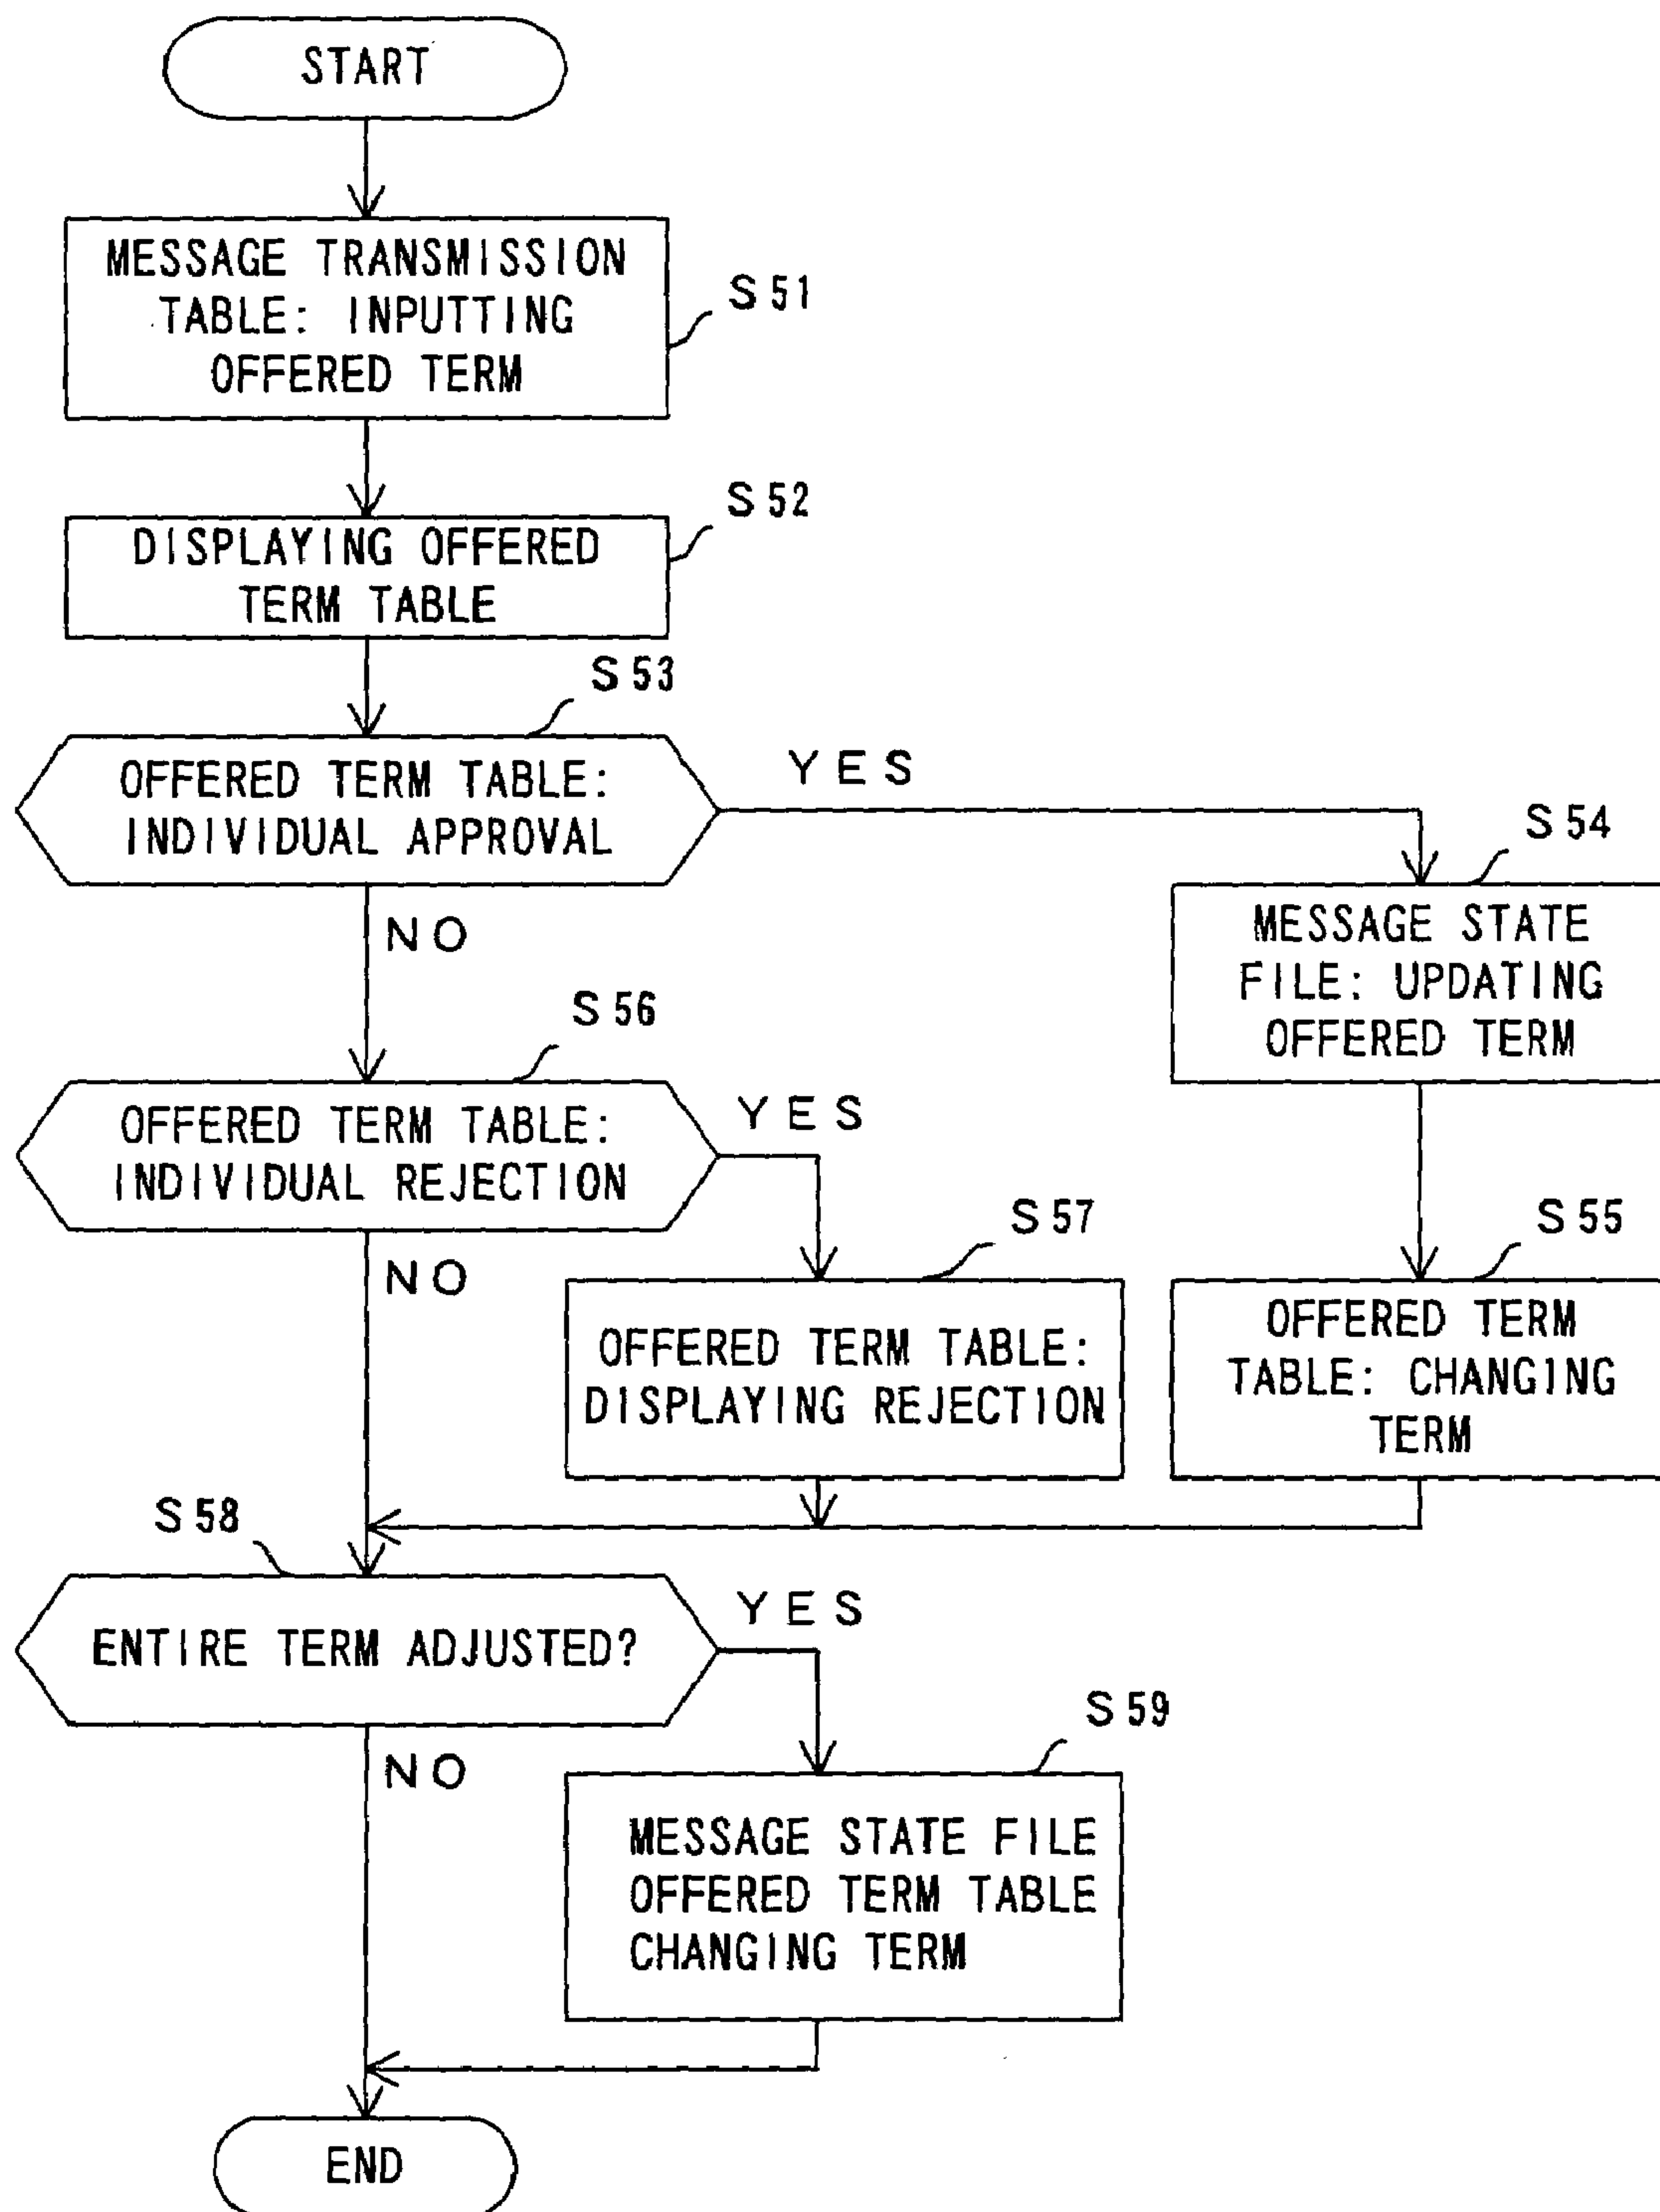 START
MESSAGE TRANSMISSION
TABLE: INPUTTING
OFFERED TERM
S51
DISPLAYING OFFERED
TERM TABLE
S52
S53
OFFERED TERM TABLE:
INDIVIDUAL APPROVAL
YES
NO
S54
MESSAGE STATE
FILE: UPDATING
OFFERED TERM
S56
OFFERED TERM TABLE:
INDIVIDUAL REJECTION
YES
NO
S57
OFFERED TERM TABLE:
DISPLAYING REJECTION
S55
OFFERED TERM
TABLE: CHANGING
TERM
S58
ENTIRE TERM ADJUSTED?
YES
NO
S59
MESSAGE STATE FILE
OFFERED TERM TABLE
CHANGING TERM
END